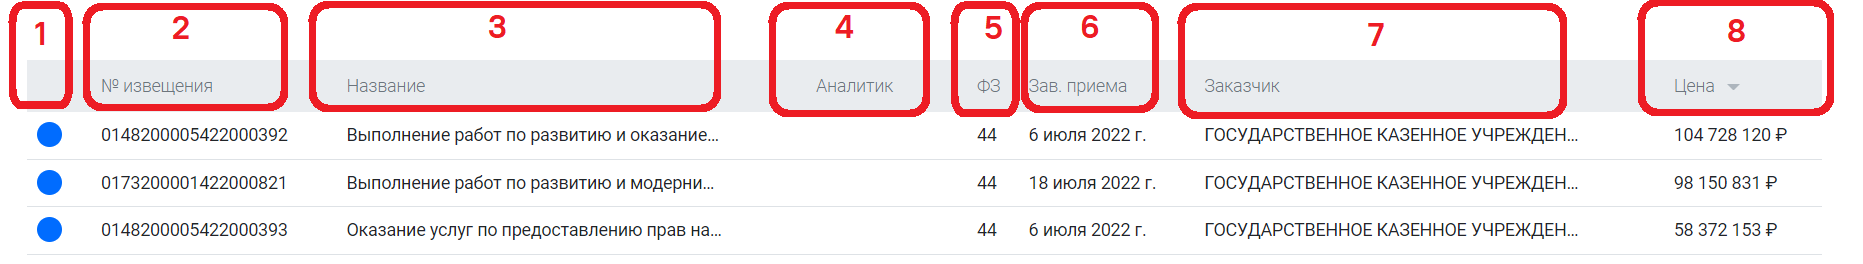 1 2 3 4 5 6 7 8
№ извещения Название Аналитик ФЗ Зав. приема Заказчик Цена
0148200005422000392 Выполнение работ по развитию и оказание... 44 6 июля 2022 г. ГОСУДАРСТВЕННОЕ КАЗЕННОЕ УЧРЕЖДЕН... 104 728 120 ₽
0173200001422000821 Выполнение работ по развитию и модерни... 44 18 июля 2022 г. ГОСУДАРСТВЕННОЕ КАЗЕННОЕ УЧРЕЖДЕН... 98 150 831 ₽
0148200005422000393 Оказание услуг по предоставлению прав на... 44 6 июля 2022 г. ГОСУДАРСТВЕННОЕ КАЗЕННОЕ УЧРЕЖДЕН... 58 372 153 ₽